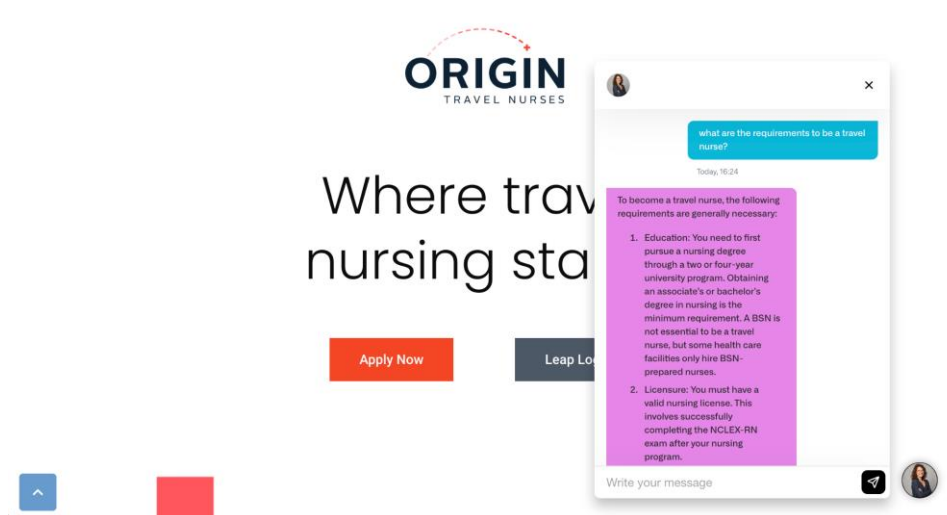 ORIGIN
TRAVEL NURSES
Where trav
nursing sta
Apply Now
Leap Lo
what are the requirements to be a travel
nurse?
Today, 16:24
To become a travel nurse, the following
requirements are generally necessary:
1. Education: You need to first
pursue a nursing degree
through a two or four-year
university program. Obtaining
an associate's or bachelor's
degree in nursing is the
minimum requirement. A BSN is
not essential to be a travel
nurse, but some health care
facilities only hire BSN-
prepared nurses.
2. Licensure: You must have a
valid nursing license. This
involves successfully
completing the NCLEX-RN
exam after your nursing
program.
Write your message